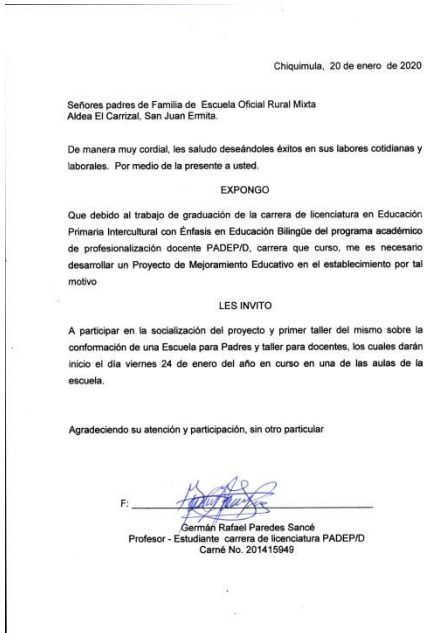 Chiquimula, 20 de enero de 2020
Señores padres de Familia de Escuela Oficial Rural Mixta
Aldea El Carrizal, San Juan Ermita.
De manera muy cordial, les saludo deseándoles éxitos en sus labores cotidianas y
laborales. Por medio de la presente a usted.
EXPONGO
Que debido al trabajo de graduación de la carrera de licenciatura en Educación
Primaria Intercultural con Énfasis en Educación Bilingüe del programa académico
de profesionalización docente PADEP/D, carrera que curso, me es necesario
desarrollar un Proyecto de Mejoramiento Educativo en el establecimiento por tal
motivo
LES INVITO
A participar en la socialización del proyecto y primer taller del mismo sobre la
conformación de una Escuela para Padres y taller para docentes, los cuales darán
inicio el día viernes 24 de enero del año en curso en una de las aulas de la
escuela.
Agradeciendo su atención y participación, sin otro particular
F:
Germán Rafael Paredes Sancé
Profesor - Estudiante carrera de licenciatura PADEP/D
Carné No. 201415949